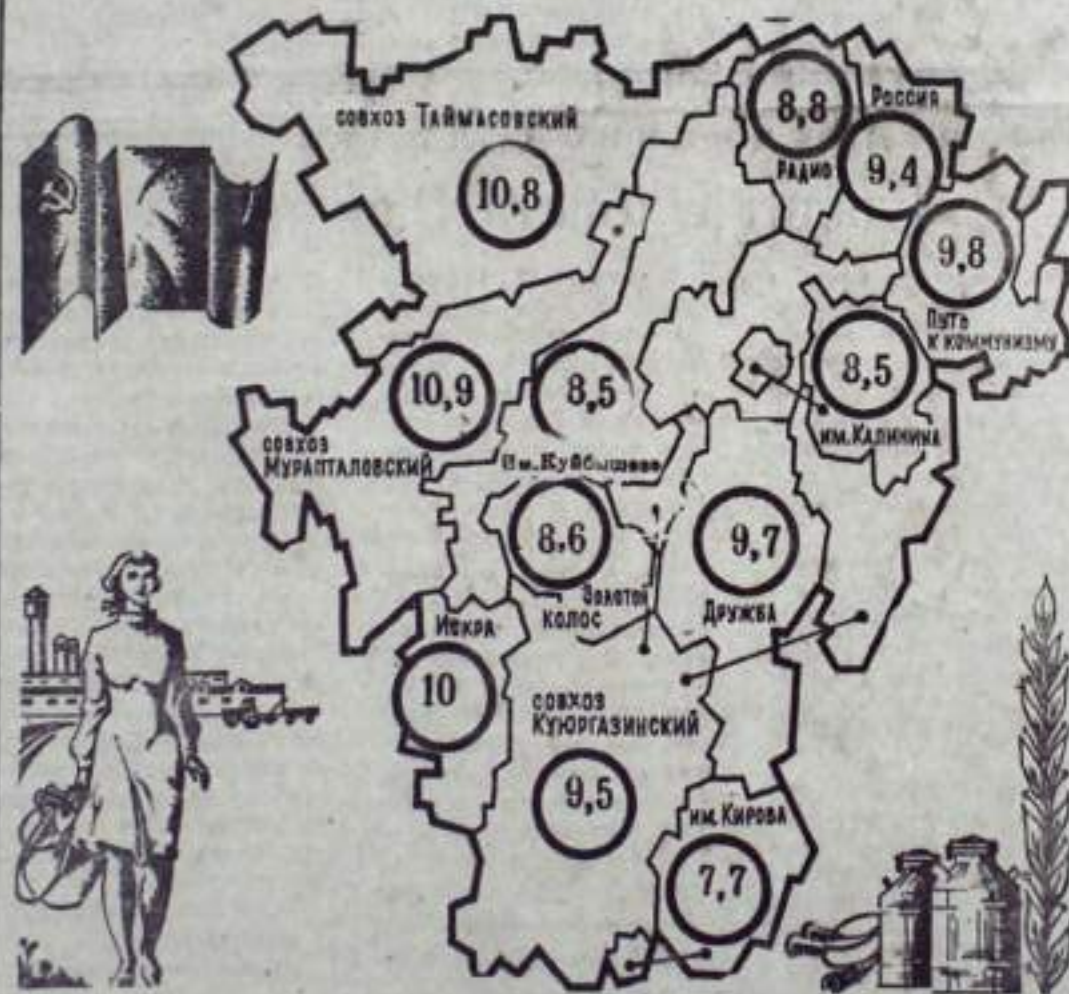 совхоз Таймасовский
10,8
8,8
Радио
Россия
9,4
9,8
Путь
к коммунизму
8,5
им. Калинина
10,9
совхоз
Мурапталовский
8,5
Им. Куйбышева
8,6
Золотой
колос
9,7
Дружба
Искра
10
совхоз
Куюргазинский
9,5
им. Кирова
7,7